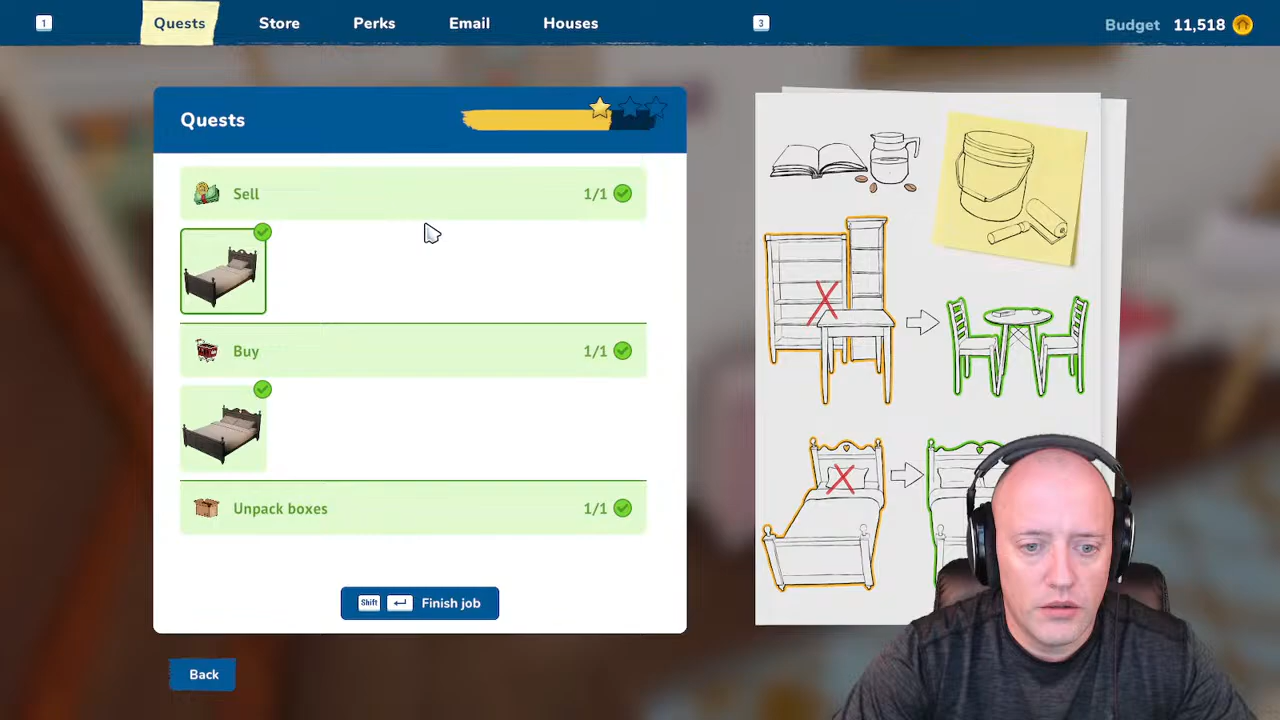 1
Quests
Store
Perks
Email
Houses
3
Budget 11,518
Quests
Sell 1/1
Buy 1/1
Unpack boxes 1/1
Shift Finish job
Back